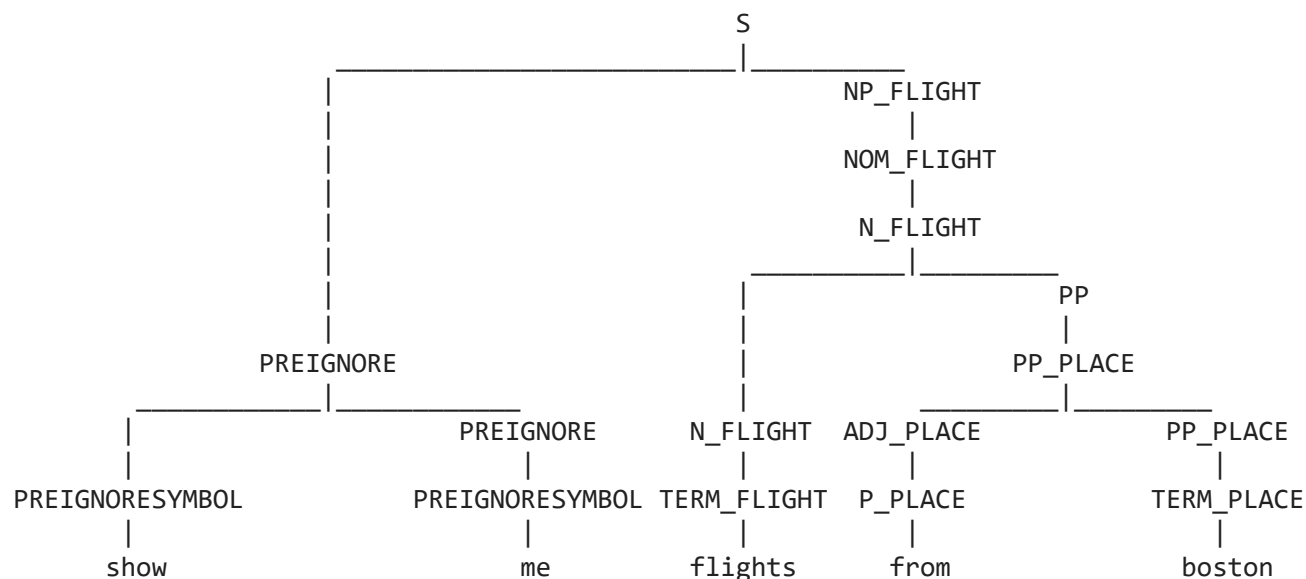 S
NP_FLIGHT
NOM_FLIGHT
N_FLIGHT
PP
PREIGNORE PP_PLACE
PREIGNORE N_FLIGHT ADJ_PLACE PP_PLACE
PREIGNORESYMBOL PREIGNORESYMBOL TERM_FLIGHT P_PLACE TERM_PLACE
show me flights from boston